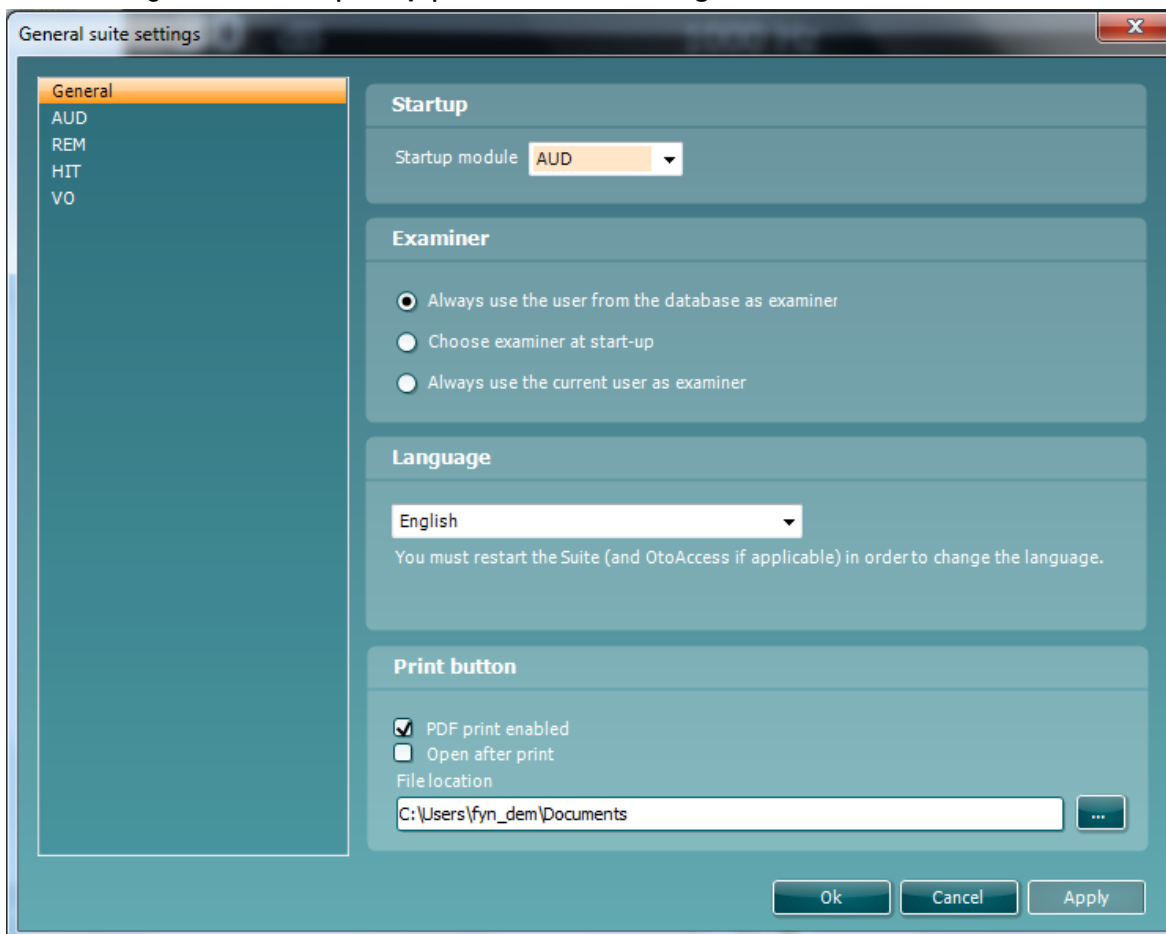 General suite settings
1000 Hz
General
AUD
REM
HIT
VO
Startup
Startup module AUD
Examiner
Always use the user from the database as examiner
Choose examiner at start-up
Always use the current user as examiner
Language
English
You must restart the Suite (and OtoAccess if applicable) in order to change the language.
Print button
PDF print enabled
Open after print
File location
C:\Users\fyn_dem\Documents
...
Ok Cancel Apply